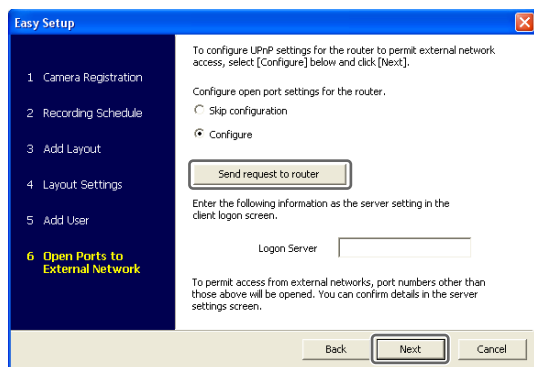 Easy Setup
1 Camera Registration
2 Recording Schedule
3 Add Layout
4 Layout Settings
5 Add User
6 Open Ports to
External Network
To configure UPnP settings for the router to permit external network
access, select [Configure] below and click [Next].
Configure open port settings for the router.
Skip configuration
Configure
Send request to router
Enter the following information as the server setting in the
client logon screen.
Logon Server
To permit access from external networks, port numbers other than
those above will be opened. You can confirm details in the server
settings screen.
Back Next Cancel